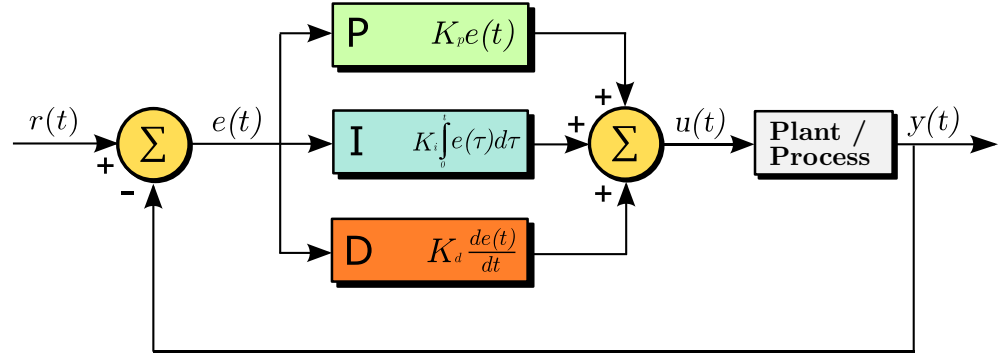 P K_p e(t)
r(t)
+
-
Σ
e(t)
I K_i ∫_0^t e(τ)dτ
+
+
+
Σ
u(t)
Plant /
Process
y(t)
D K_d de(t)/dt